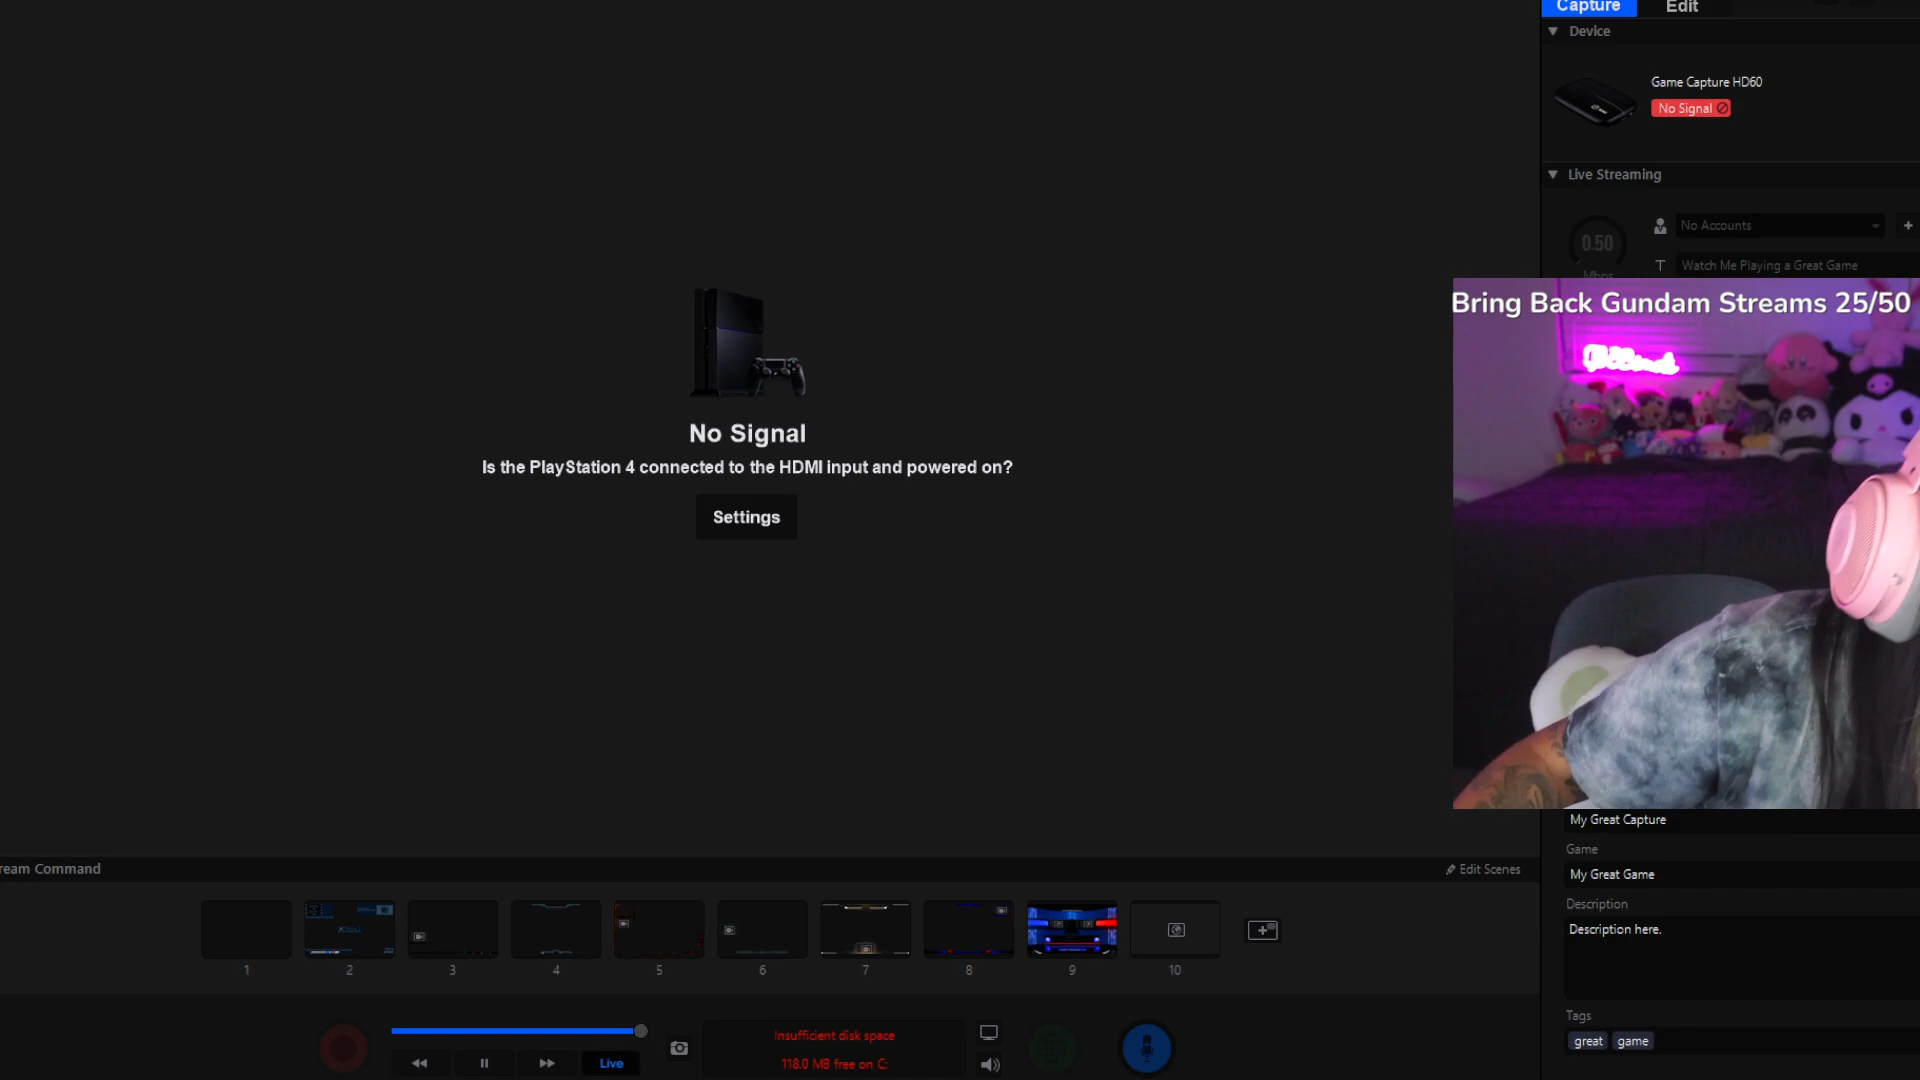 Capture
Edit
Device
Game Capture HD60
No Signal
Live Streaming
0.50
Mbps
No Accounts
T
Watch Me Playing a Great Game
Bring Back Gundam Streams 25/50
No Signal
Is the PlayStation 4 connected to the HDMI input and powered on?
Settings
My Great Capture
Game
My Great Game
Description
Description here.
Tags
great
game
ream Command
Edit Scenes
1
2
3
4
5
6
7
8
9
10
Live
Insufficient disk space
118.0 MB free on C: